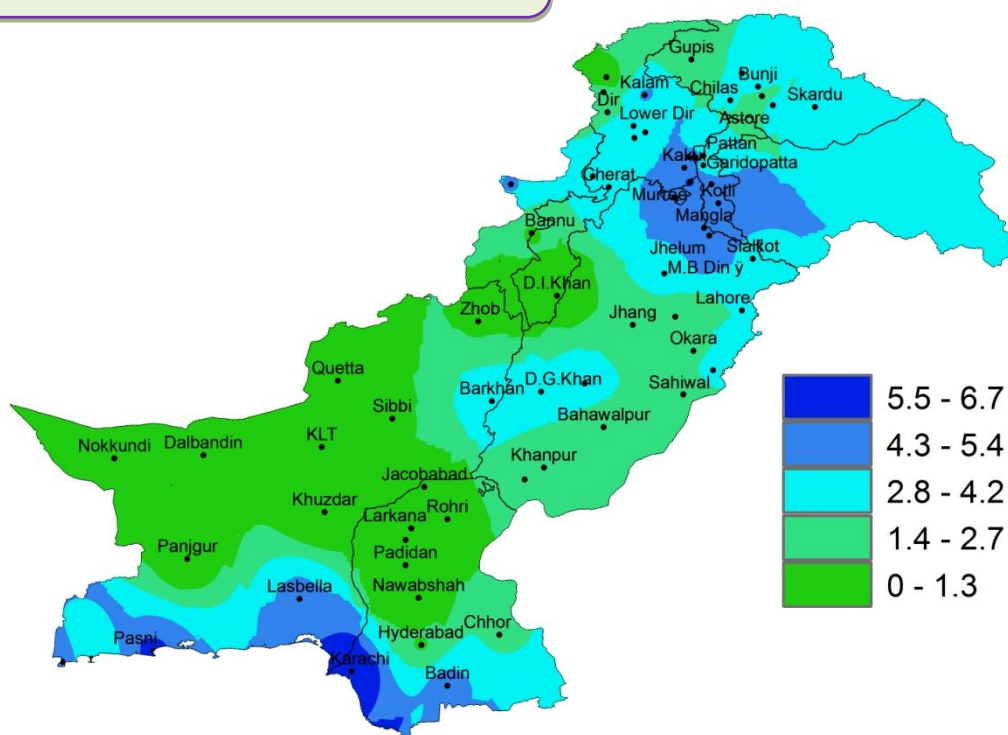 Gupis
Kalam
Bunji
Chilas
Skardu
Dir
Lower Dir
Astore
Pattan
Garidopatta
Cherat
Kotli
Mangla
Bannu
Jhelum
Sialkot
M.B Din ÿ
D.I.Khan
Lahore
Zhob
Jhang
Okara
Quetta
Barkhan
D.G.Khan
Sahiwal
Sibbi
Bahawalpur
Nokkundi
Dalbandin
KLT
Khanpur
Jacobabad
Khuzdar
Larkana
Rohri
Panjgur
Padidan
Lasbella
Nawabshah
Pasni
Hyderabad
Chhor
Karachi
Badin
5.5 - 6.7
4.3 - 5.4
2.8 - 4.2
1.4 - 2.7
0 - 1.3